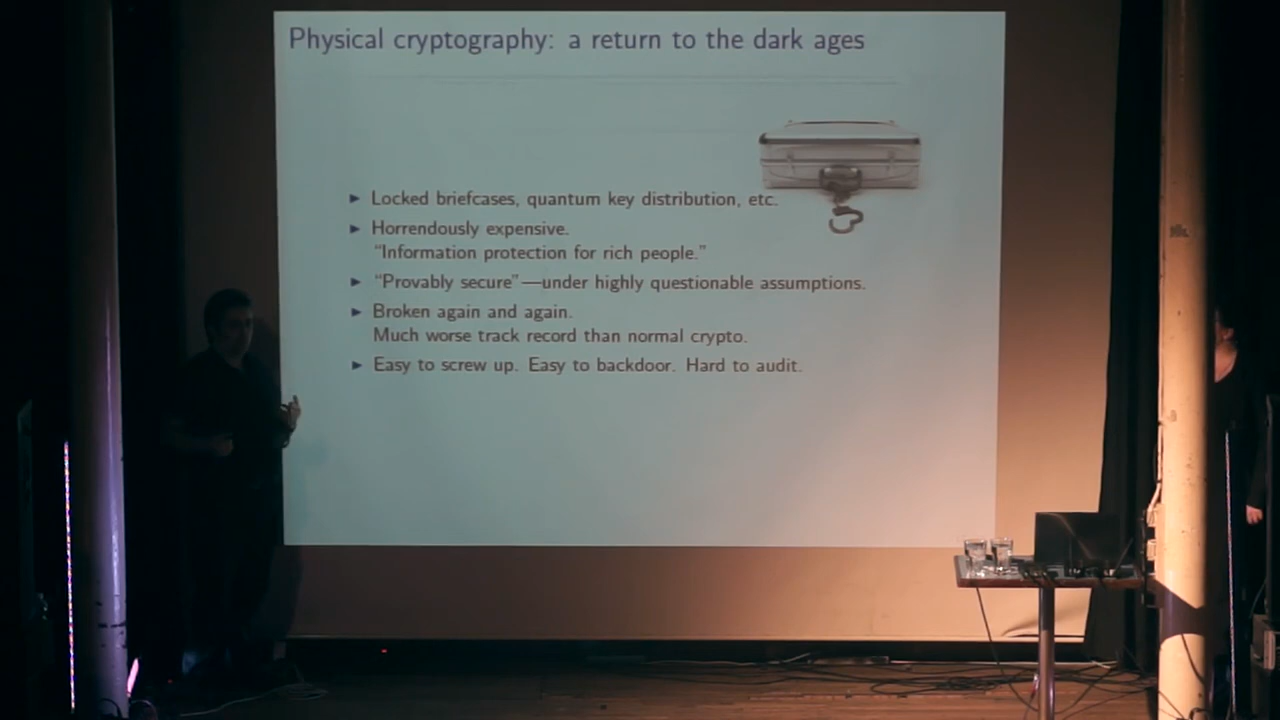 Physical cryptography: a return to the dark ages
► Locked briefcases, quantum key distribution, etc.
► Horrendously expensive.
“Information protection for rich people.”
► “Provably secure”—under highly questionable assumptions.
► Broken again and again.
Much worse track record than normal crypto.
► Easy to screw up. Easy to backdoor. Hard to audit.